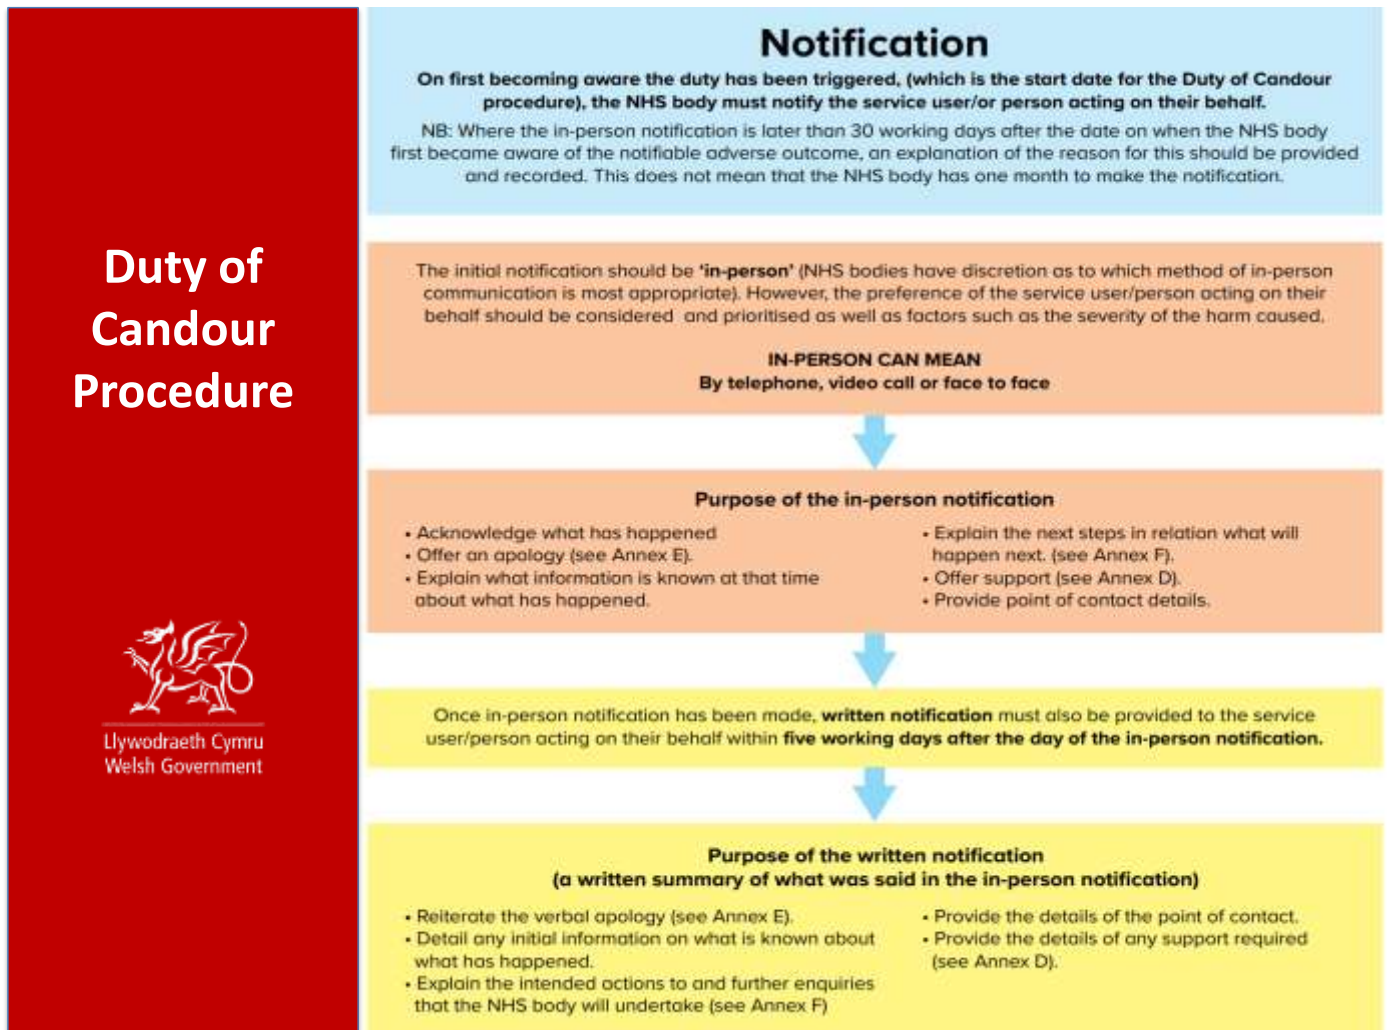 Duty of
Candour
Procedure
Llywodraeth Cymru
Welsh Government
Notification
On first becoming aware the duty has been triggered, (which is the start date for the Duty of Candour
procedure), the NHS body must notify the service user/or person acting on their behalf.
NB: Where the in-person notification is later than 30 working days after the date on when the NHS body
first became aware of the notifiable adverse outcome, an explanation of the reason for this should be provided
and recorded. This does not mean that the NHS body has one month to make the notification.
The initial notification should be ‘in-person’ (NHS bodies have discretion as to which method of in-person
communication is most appropriate). However, the preference of the service user/person acting on their
behalf should be considered and prioritised as well as factors such as the severity of the harm caused.
IN-PERSON CAN MEAN
By telephone, video call or face to face
Purpose of the in-person notification
• Acknowledge what has happened
• Offer an apology (see Annex E).
• Explain what information is known at that time
about what has happened.
• Explain the next steps in relation what will
happen next. (see Annex F).
• Offer support (see Annex D).
• Provide point of contact details.
Once in-person notification has been made, written notification must also be provided to the service
user/person acting on their behalf within five working days after the day of the in-person notification.
Purpose of the written notification
(a written summary of what was said in the in-person notification)
• Reiterate the verbal apology (see Annex E).
• Detail any initial information on what is known about
what has happened.
• Explain the intended actions to and further enquiries
that the NHS body will undertake (see Annex F)
• Provide the details of the point of contact.
• Provide the details of any support required
(see Annex D).